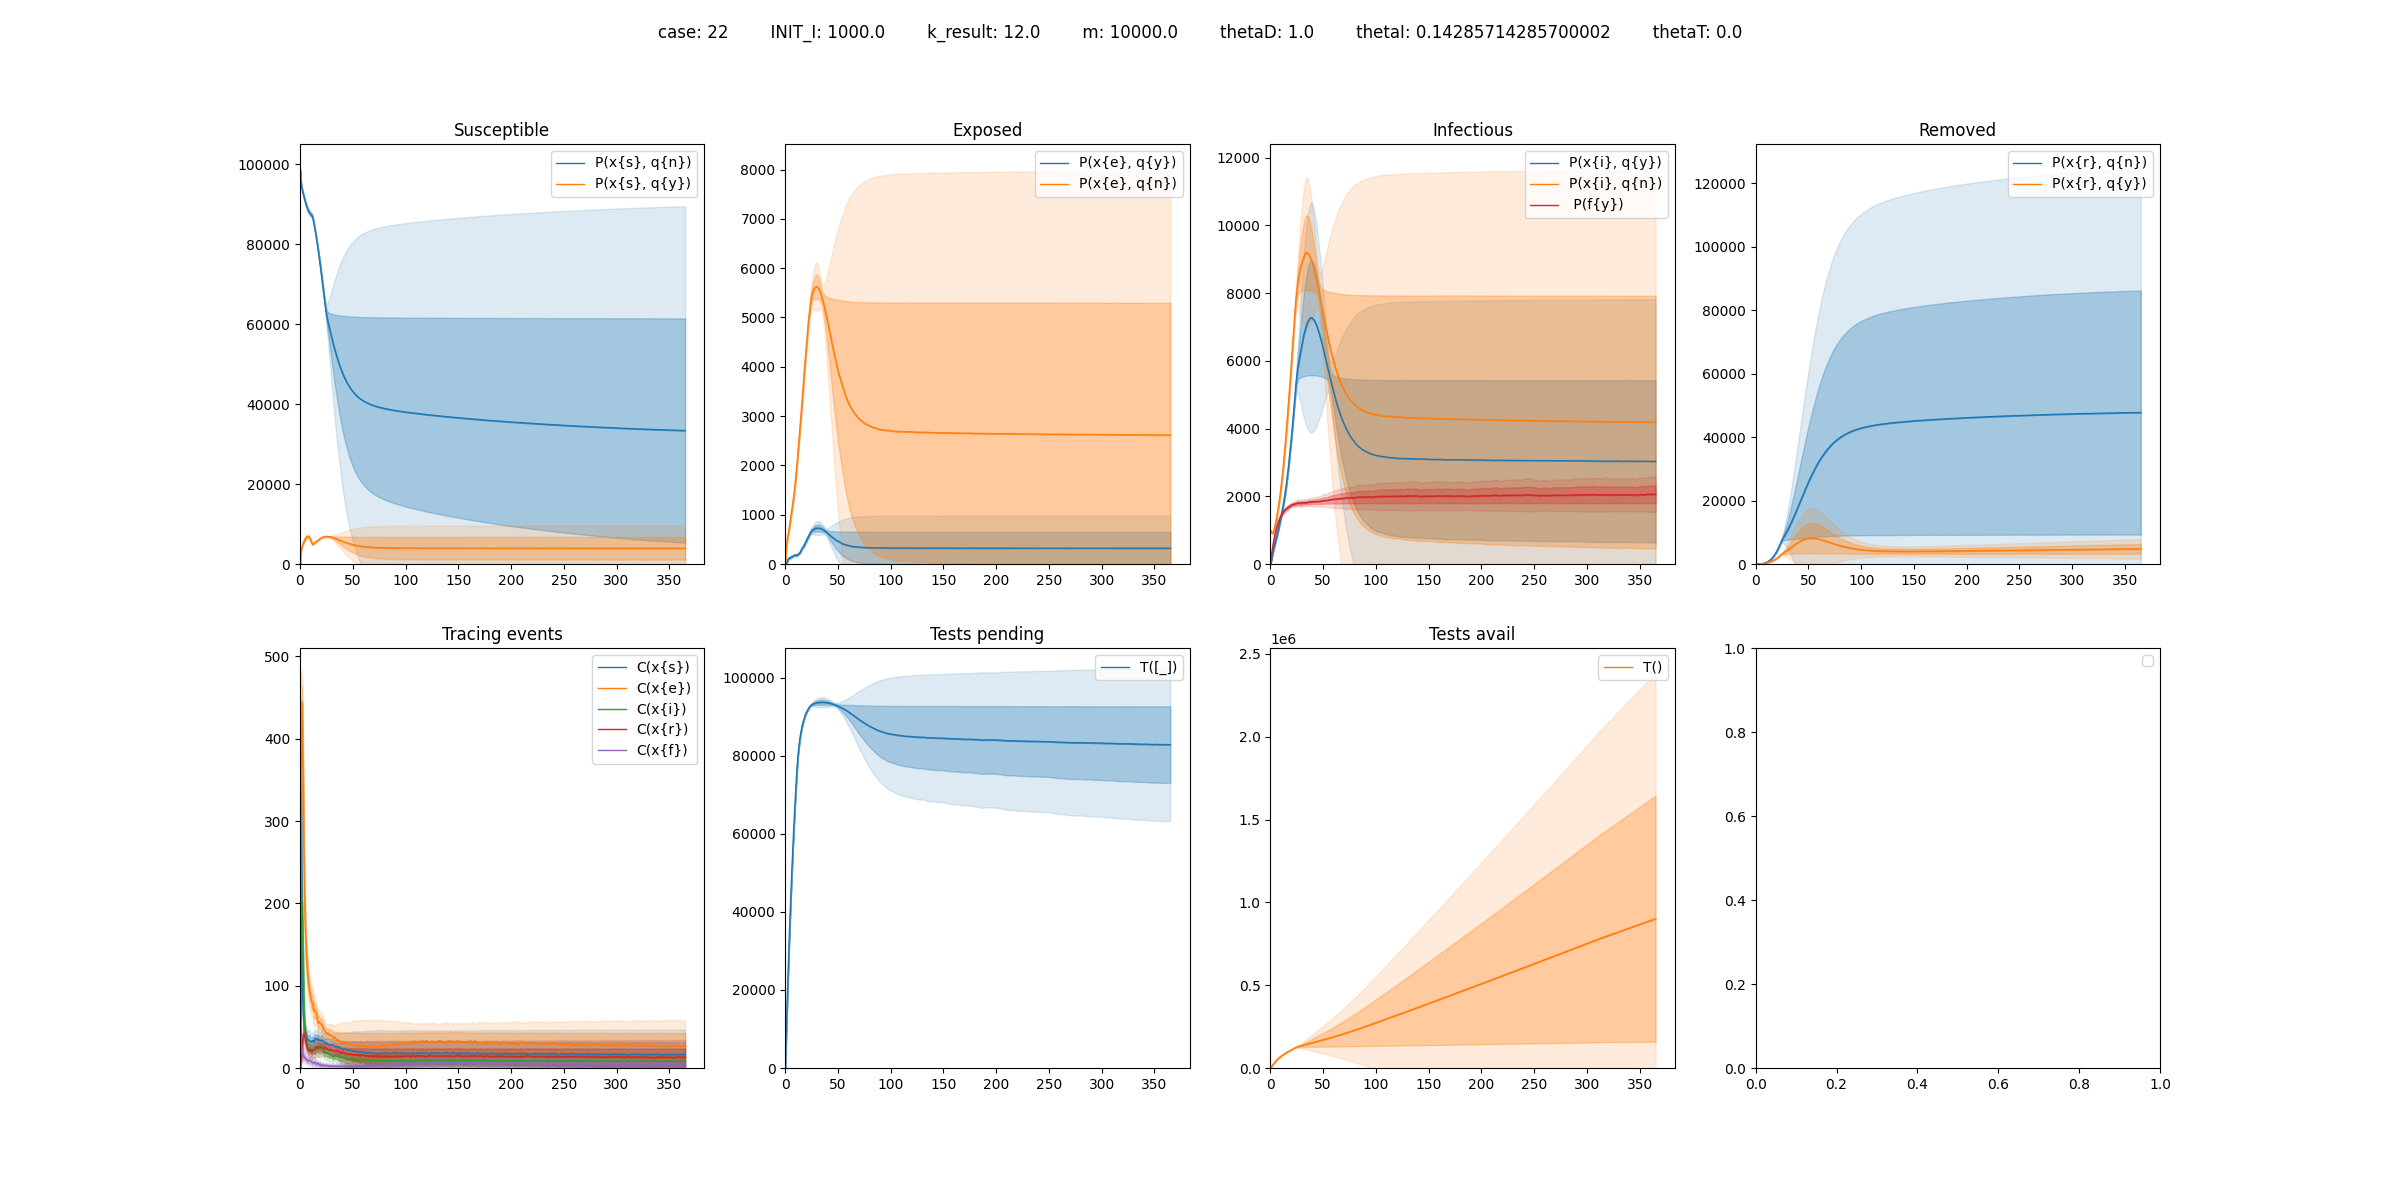 case: 22 INIT_I: 1000.0 k_result: 12.0 m: 10000.0 thetaD: 1.0 thetaI: 0.14285714285700002 thetaT: 0.0
Susceptible
100000
80000
60000
40000
20000
0
0 50 100 150 200 250 300 350
P(x{s}, q{n})
P(x{s}, q{y})
Exposed
8000
7000
6000
5000
4000
3000
2000
1000
0
0 50 100 150 200 250 300 350
P(x{e}, q{y})
P(x{e}, q{n})
Infectious
12000
10000
8000
6000
4000
2000
0
0 50 100 150 200 250 300 350
P(x{i}, q{y})
P(x{i}, q{n})
P(f{y})
Removed
120000
100000
80000
60000
40000
20000
0
0 50 100 150 200 250 300 350
P(x{r}, q{n})
P(x{r}, q{y})
Tracing events
500
400
300
200
100
0
0 50 100 150 200 250 300 350
C(x{s})
C(x{e})
C(x{i})
C(x{r})
C(x{f})
Tests pending
100000
80000
60000
40000
20000
0
0 50 100 150 200 250 300 350
T([_])
Tests avail
1e6
2.5
2.0
1.5
1.0
0.5
0.0
0 50 100 150 200 250 300 350
T()
1.0
0.8
0.6
0.4
0.2
0.0
0.0 0.2 0.4 0.6 0.8 1.0